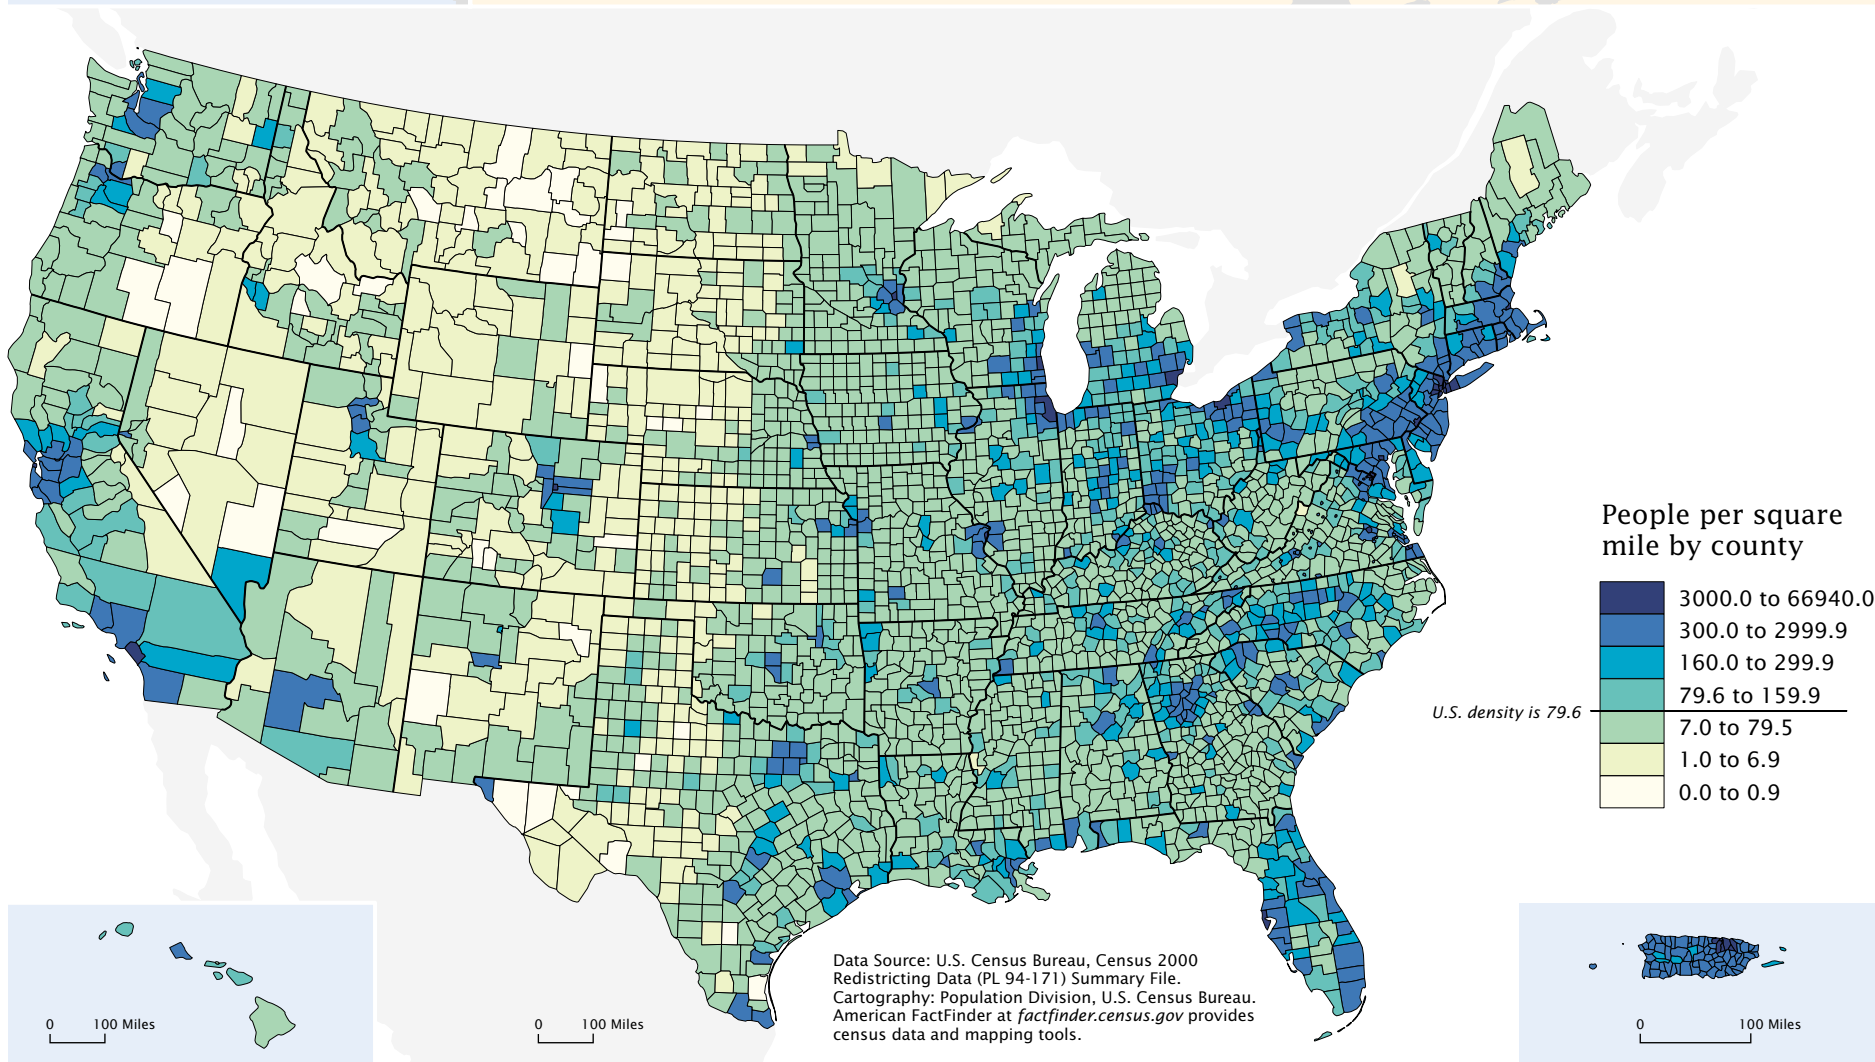 People per square
mile by county
3000.0 to 66940.0
300.0 to 2999.9
160.0 to 299.9
79.6 to 159.9
U.S. density is 79.6
7.0 to 79.5
1.0 to 6.9
0.0 to 0.9
Data Source: U.S. Census Bureau, Census 2000
Redistricting Data (PL 94-171) Summary File.
Cartography: Population Division, U.S. Census Bureau.
American FactFinder at factfinder.census.gov provides
census data and mapping tools.
0 100 Miles
0 100 Miles
0 100 Miles